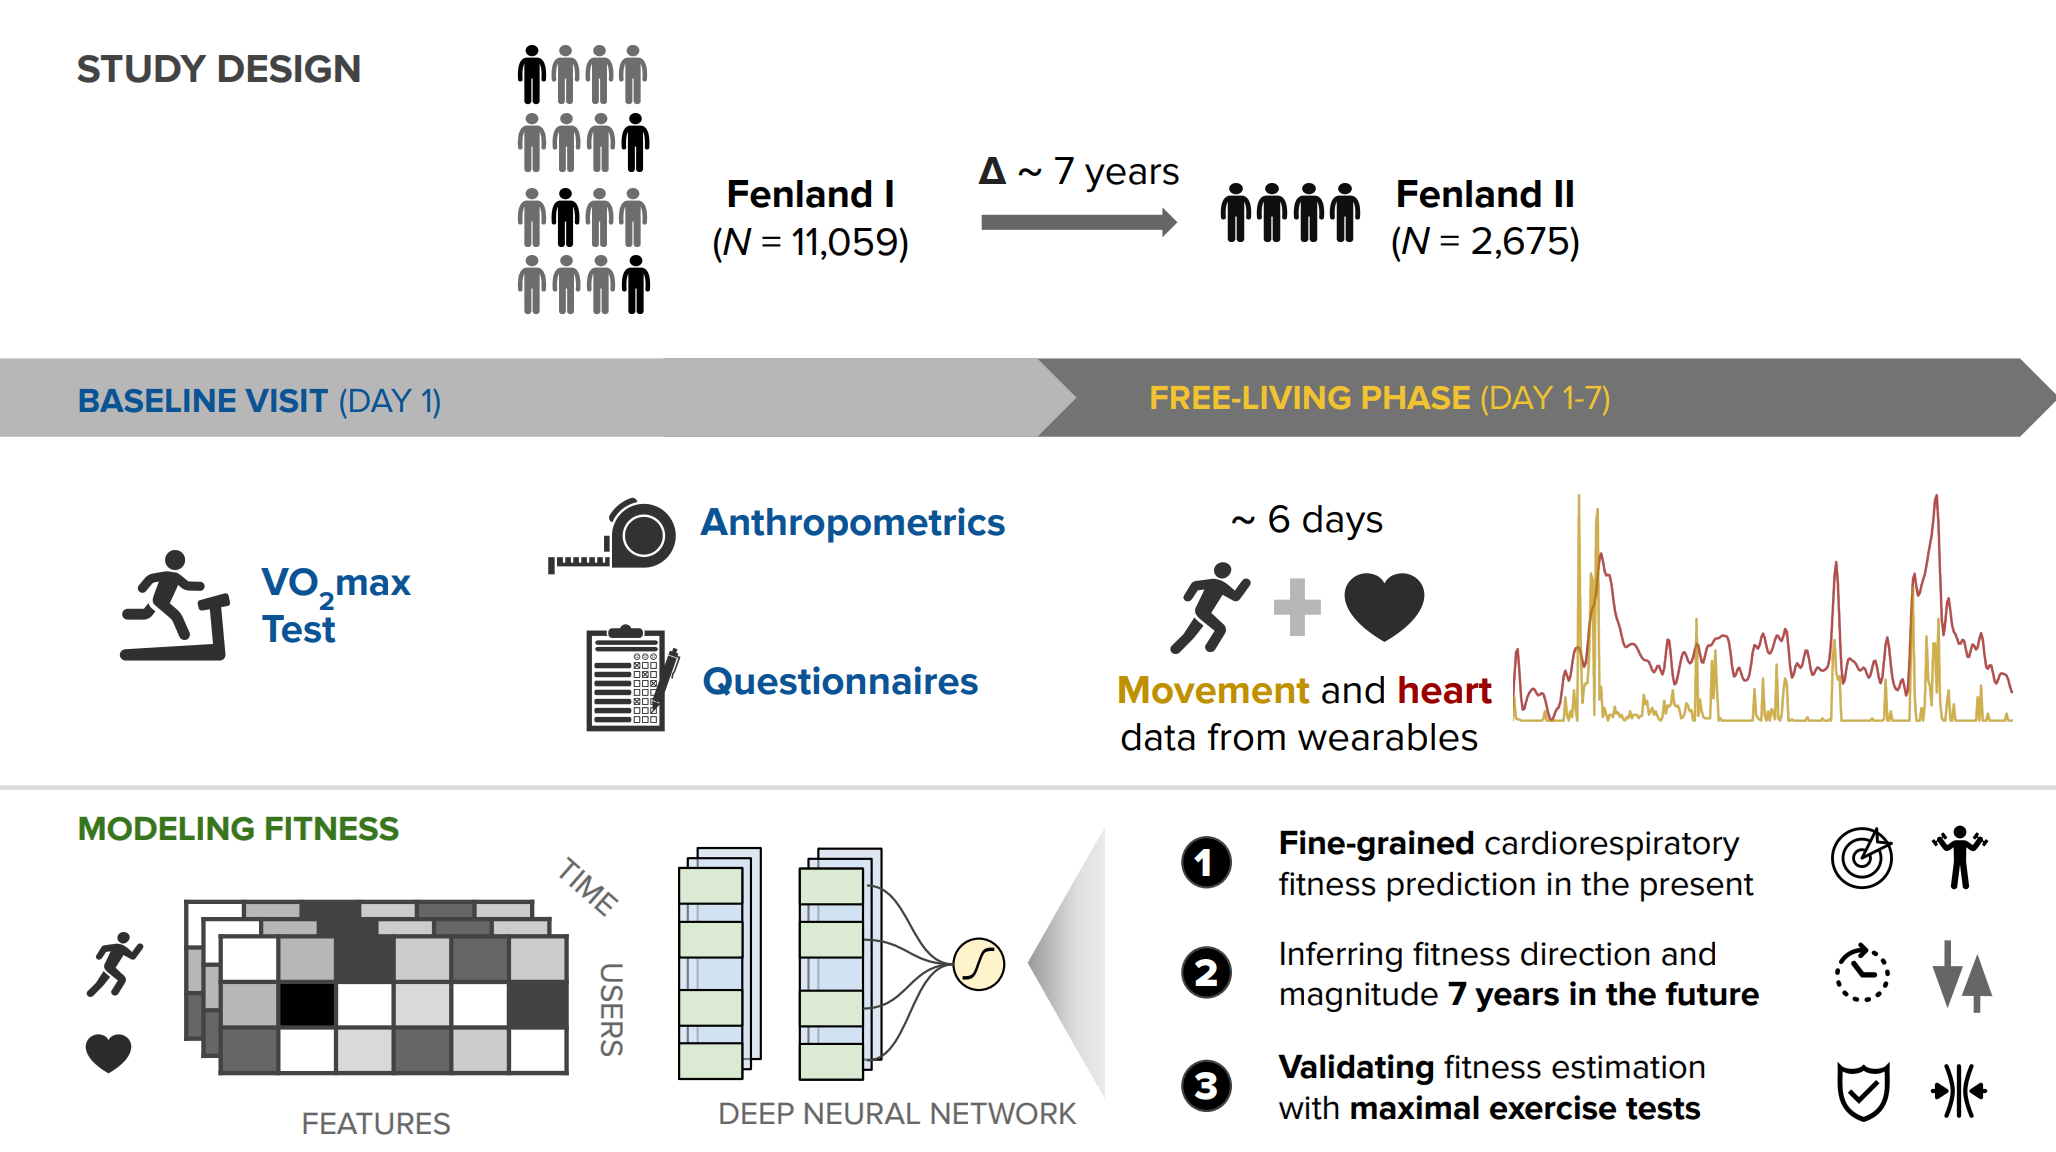 STUDY DESIGN
Fenland I
(N = 11,059)
Δ ~ 7 years
Fenland II
(N = 2,675)
BASELINE VISIT (DAY 1)
FREE-LIVING PHASE (DAY 1-7)
VO2max
Test
Anthropometrics
Questionnaires
~ 6 days
Movement and heart
data from wearables
MODELING FITNESS
TIME
USERS
FEATURES
DEEP NEURAL NETWORK
1
Fine-grained cardiorespiratory
fitness prediction in the present
2
Inferring fitness direction and
magnitude 7 years in the future
3
Validating fitness estimation
with maximal exercise tests